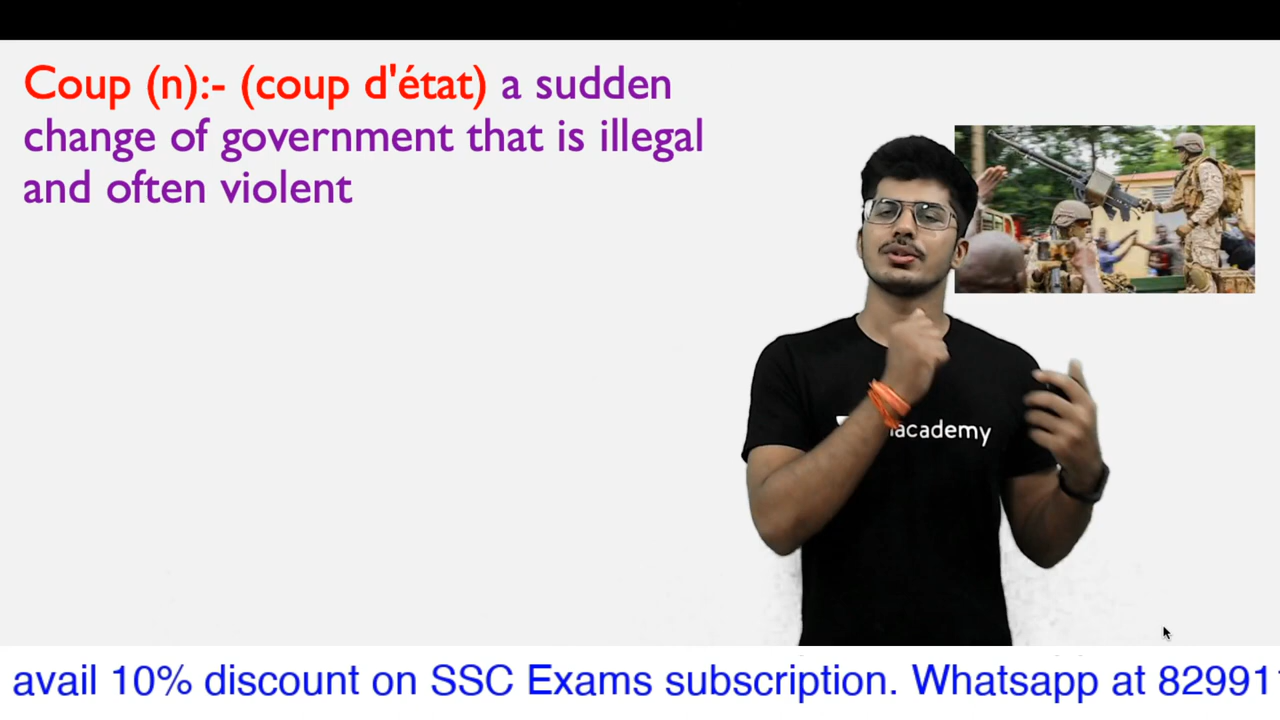 Coup (n):- (coup d'état) a sudden
change of government that is illegal
and often violent
academy
avail 10% discount on SSC Exams subscription. Whatsapp at 82991